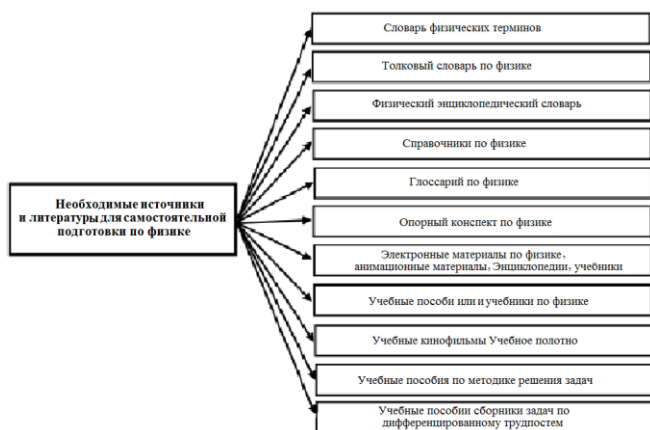 Необходимые источники
и литературы для самостоятельной
подготовки по физике
Словарь физических терминов
Толковый словарь по физике
Физический энциклопедический словарь
Справочники по физике
Глоссарий по физике
Опорный конспект по физике
Электронные материалы по физике,
анимационные материалы, Энциклопедии, учебники
Учебные пособи или и учебники по физике
Учебные кинофильмы Учебное полотно
Учебные пособия по методике решения задач
Учебные пособии сборники задач по
дифференцированному трудпостем